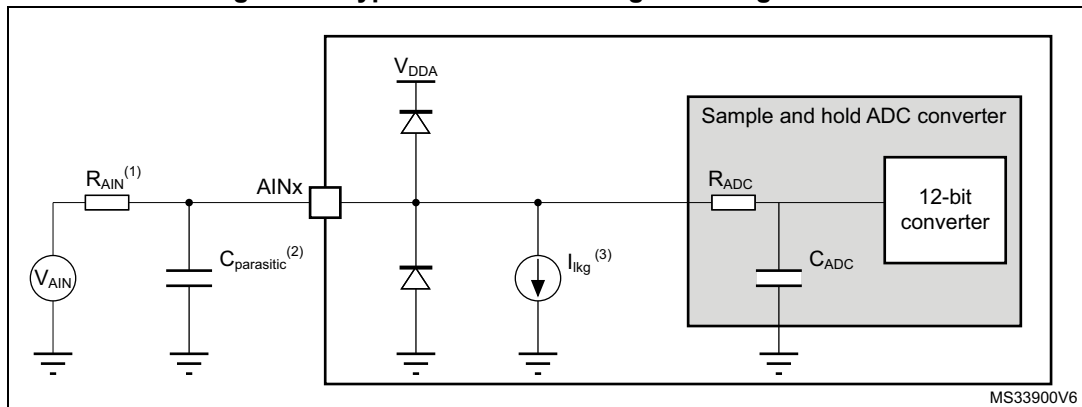 V_DDA
Sample and hold ADC converter
R_AIN^(1)
AINx
R_ADC
12-bit
converter
C_parasitic^(2)
I_lkg^(3)
C_ADC
V_AIN
MS33900V6